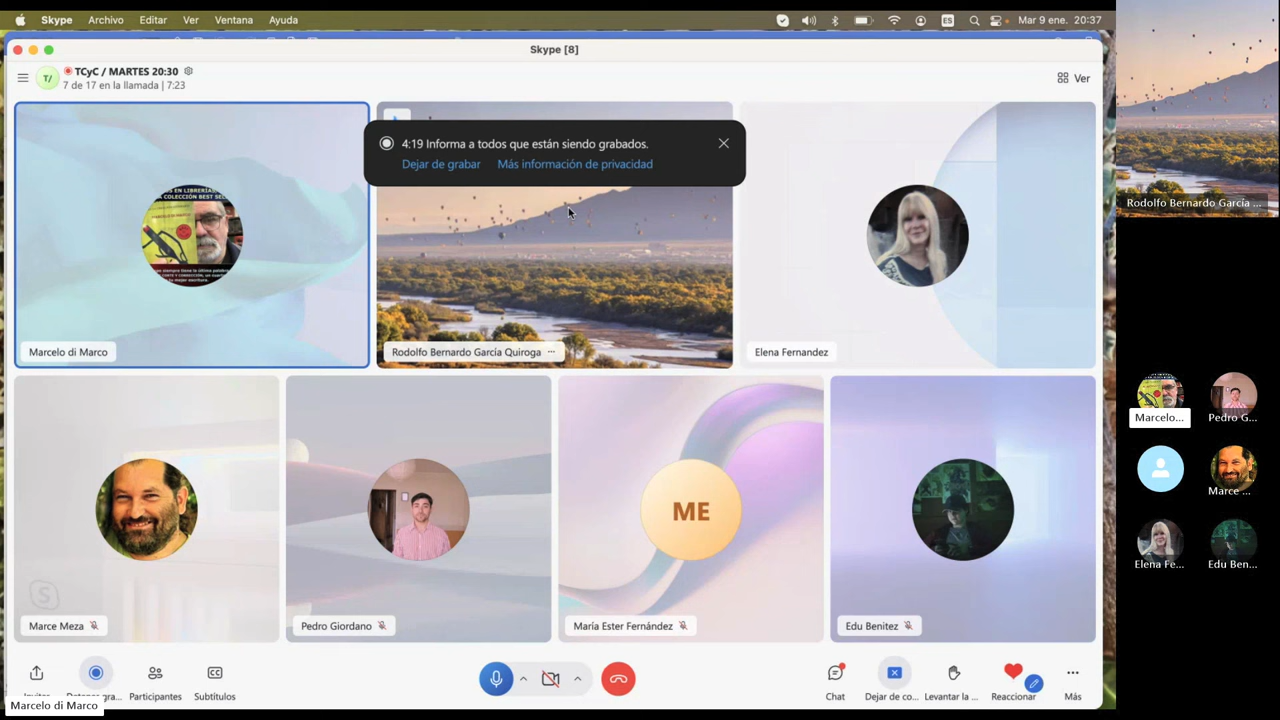 Skype Archivo Editar Ver Ventana Ayuda
ES Mar 9 ene. 20:37
Skype [8]
T/ TCyC / MARTES 20:30
7 de 17 en la llamada | 7:23
Ver
4:19 Informa a todos que están siendo grabados.
Dejar de grabar Más información de privacidad
Marcelo di Marco
Rodolfo Bernardo García Quiroga ...
Elena Fernandez
ME
Marce Meza
Pedro Giordano
María Ester Fernández
Edu Benitez
Participantes Subtítulos
Chat Dejar de co... Levantar la ... Reaccionar Más
Marcelo di Marco
Rodolfo Bernardo García ...
Marcelo... Pedro G...
Marce ...
Elena Fe... Edu Ben...